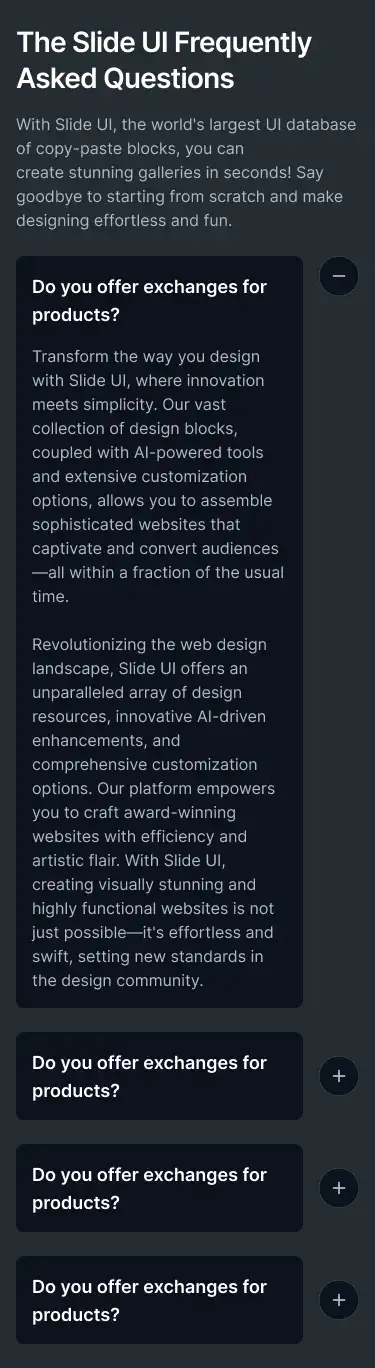 The Slide UI Frequently
Asked Questions
With Slide UI, the world's largest UI database
of copy-paste blocks, you can
create stunning galleries in seconds! Say
goodbye to starting from scratch and make
designing effortless and fun.
Do you offer exchanges for
products?
Transform the way you design
with Slide UI, where innovation
meets simplicity. Our vast
collection of design blocks,
coupled with AI-powered tools
and extensive customization
options, allows you to assemble
sophisticated websites that
captivate and convert audiences
—all within a fraction of the usual
time.
Revolutionizing the web design
landscape, Slide UI offers an
unparalleled array of design
resources, innovative AI-driven
enhancements, and
comprehensive customization
options. Our platform empowers
you to craft award-winning
websites with efficiency and
artistic flair. With Slide UI,
creating visually stunning and
highly functional websites is not
just possible—it's effortless and
swift, setting new standards in
the design community.
Do you offer exchanges for
products?
Do you offer exchanges for
products?
Do you offer exchanges for
products?